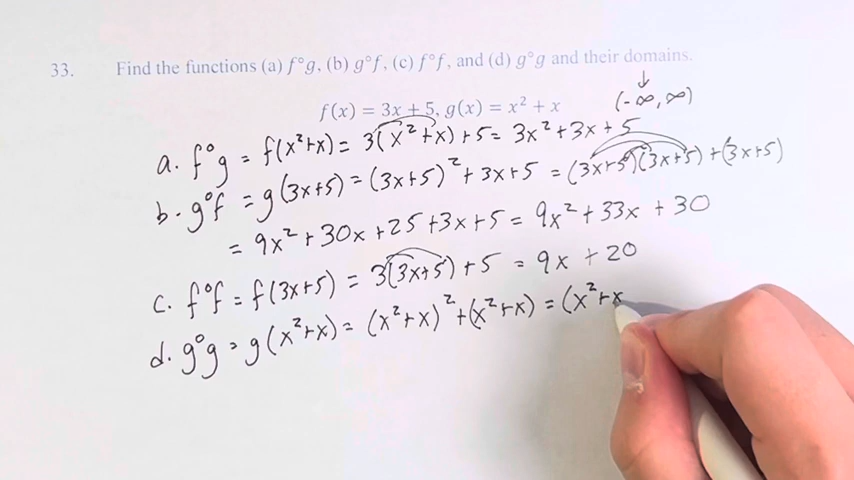 33. Find the functions (a) f°g, (b) g°f, (c) f°f, and (d) g°g and their domains.
↓
f(x) = 3x + 5, g(x) = x² + x (-∞, ∞)
a. f°g = f(x²+x) = 3(x²+x)+5 = 3x²+3x+5
b. g°f = g(3x+5) = (3x+5)²+3x+5 = (3x+5)(3x+5)+(3x+5)
= 9x²+30x+25+3x+5 = 9x²+33x+30
c. f°f = f(3x+5) = 3(3x+5)+5 = 9x+20
d. g°g = g(x²+x) = (x²+x)²+(x²+x) = (x²+x